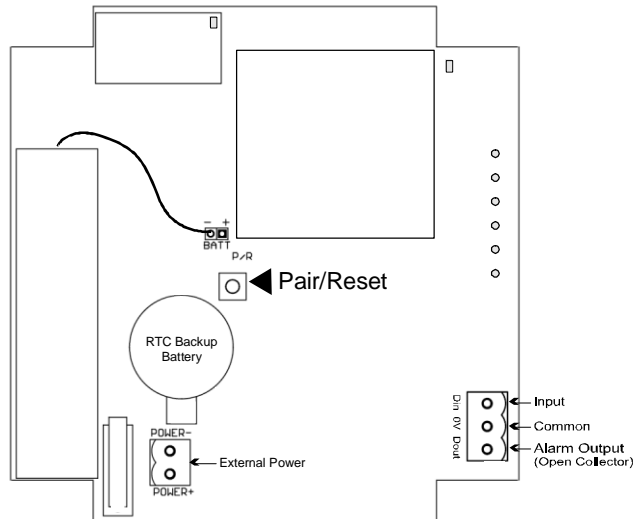 - +
BATT
P/R
Pair/Reset
RTC Backup
Battery
POWER-
External Power
POWER+
Din 0V Dout
Input
Common
Alarm Output
(Open Collector)